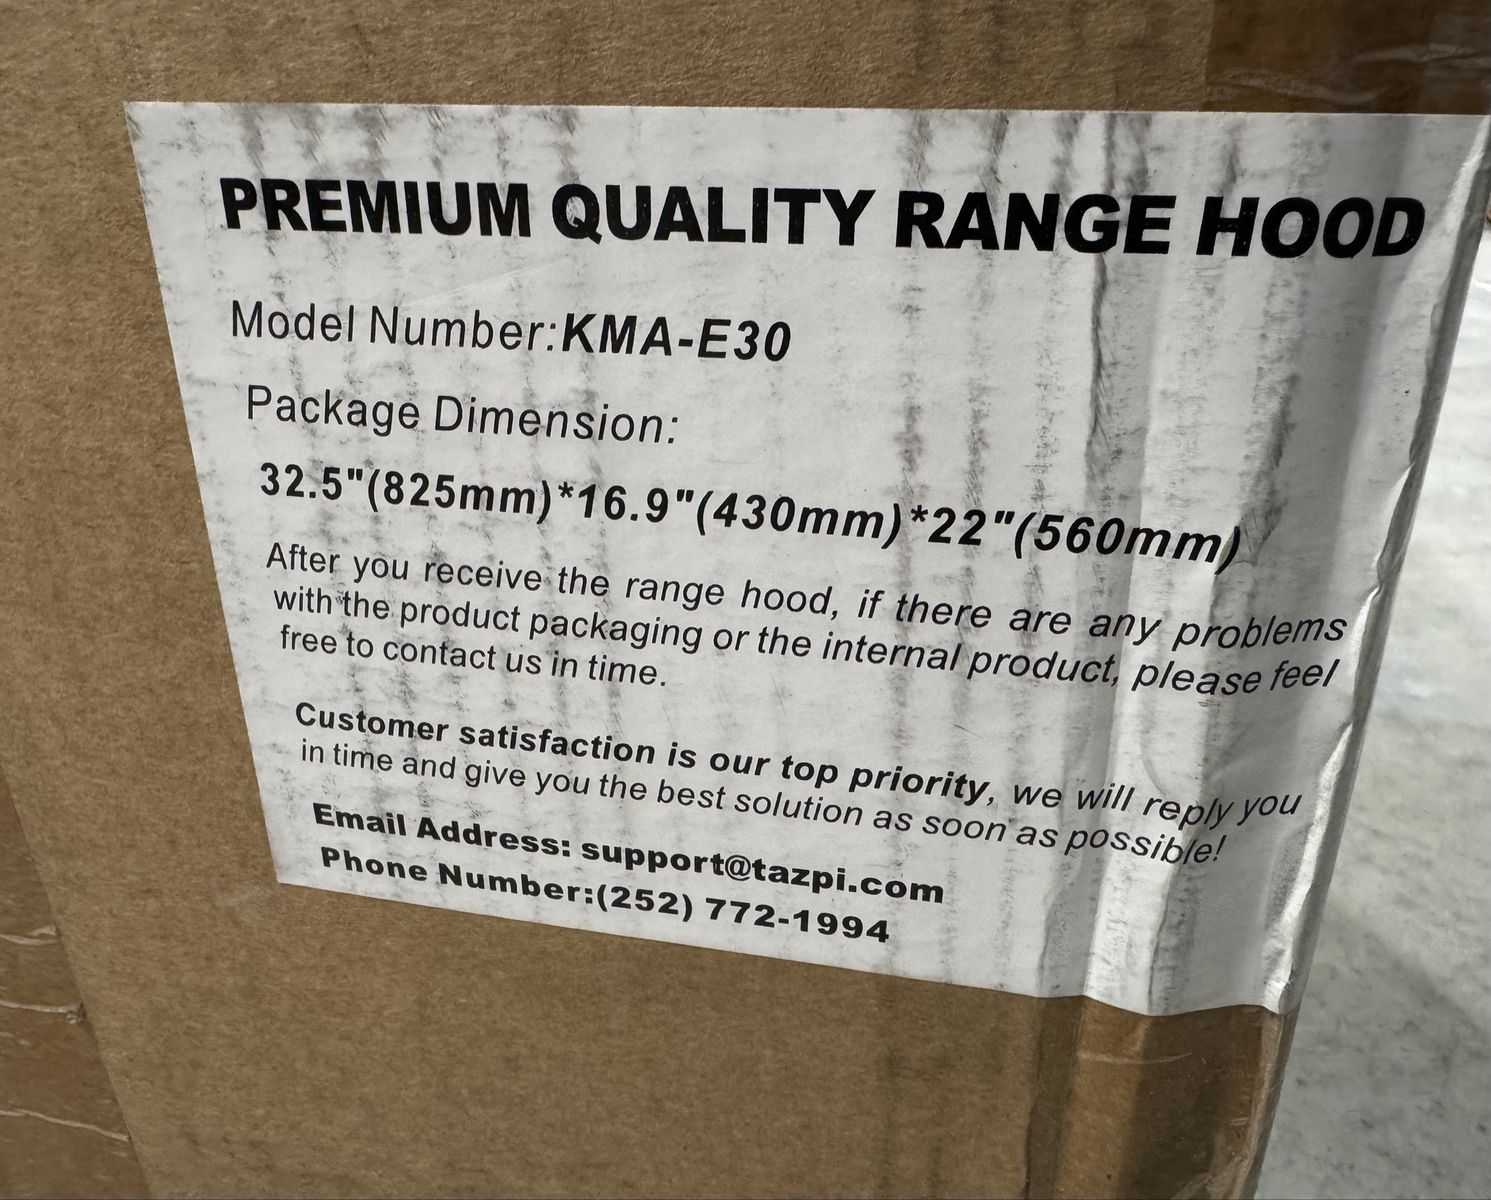 PREMIUM QUALITY RANGE HOOD
Model Number:KMA-E30
Package Dimension:
32.5"(825mm)*16.9"(430mm)*22"(560mm)
After you receive the range hood, if there are any problems
with the product packaging or the internal product, please feel
free to contact us in time.
Customer satisfaction is our top priority, we will reply you
in time and give you the best solution as soon as possible!
Email Address: support@tazpi.com
Phone Number:(252) 772-1994